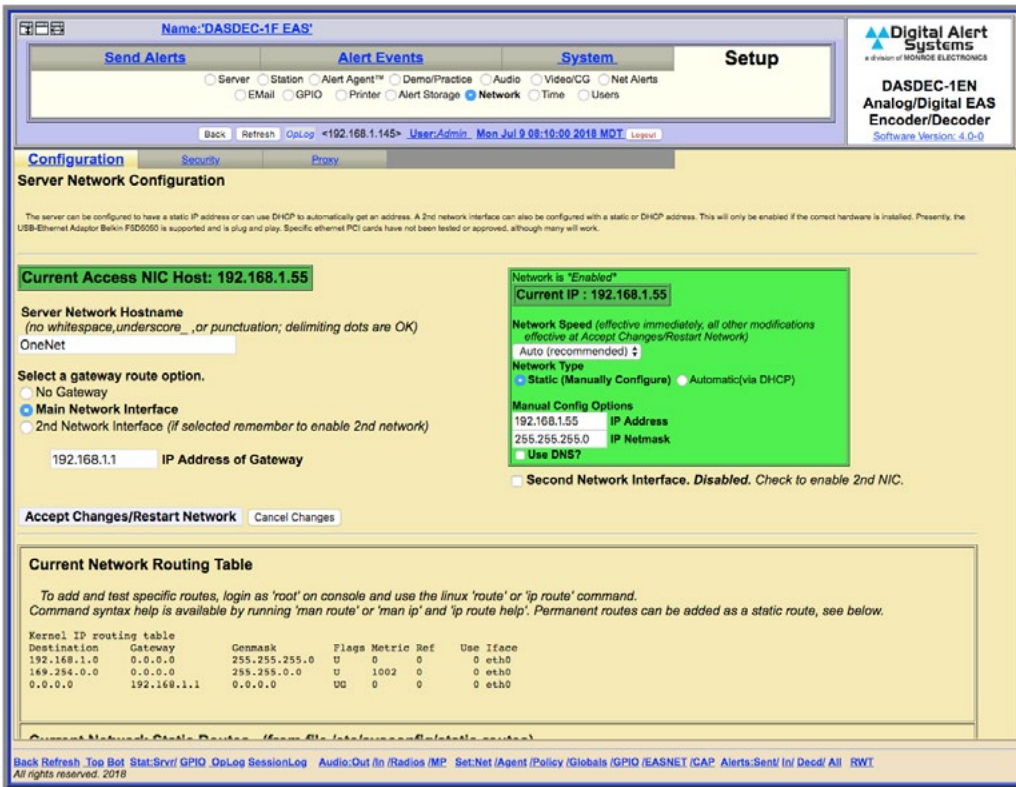 Name:'DASDEC-1F EAS'
Send Alerts
Alert Events
System
Setup
Server Station Alert Agent™ Demo/Practice Audio Video/CG Net Alerts
EMail GPIO Printer Alert Storage Network Time Users
Back Refresh OpLog <192.168.1.145> User:Admin Mon Jul 9 08:10:00 2018 MDT Logout
Digital Alert
Systems
a division of MONROE ELECTRONICS
DASDEC-1EN
Analog/Digital EAS
Encoder/Decoder
Software Version: 4.0-0
Configuration Security Proxy
Server Network Configuration
The server can be configured to have a static IP address or can use DHCP to automatically get an address. A 2nd network interface can also be configured with a static or DHCP address. This will only be enabled if the correct hardware is installed. Presently, the
USB-Ethernet Adaptor Belkin F5D5050 is supported and is plug and play. Specific ethernet PCI cards have not been tested or approved, although many will work.
Current Access NIC Host: 192.168.1.55
Server Network Hostname
(no whitespace,underscore_ ,or punctuation; delimiting dots are OK)
OneNet
Select a gateway route option.
No Gateway
Main Network Interface
2nd Network Interface (if selected remember to enable 2nd network)
192.168.1.1 IP Address of Gateway
Network is "Enabled"
Current IP : 192.168.1.55
Network Speed (effective immediately, all other modifications
effective at Accept Changes/Restart Network)
Auto (recommended)
Network Type
Static (Manually Configure) Automatic(via DHCP)
Manual Config Options
192.168.1.55 IP Address
255.255.255.0 IP Netmask
Use DNS?
Second Network Interface. Disabled. Check to enable 2nd NIC.
Accept Changes/Restart Network Cancel Changes
Current Network Routing Table
To add and test specific routes, login as 'root' on console and use the linux 'route' or 'ip route' command.
Command syntax help is available by running 'man route' or 'man ip' and 'ip route help'. Permanent routes can be added as a static route, see below.
Kernel IP routing table
Destination Gateway Genmask Flags Metric Ref Use Iface
192.168.1.0 0.0.0.0 255.255.255.0 U 0 0 0 eth0
169.254.0.0 0.0.0.0 255.255.0.0 U 1002 0 0 eth0
0.0.0.0 192.168.1.1 0.0.0.0 UG 0 0 0 eth0
Current Network Static Routes (from file /etc/sysconfig/static-routes)
Back Refresh Top Bot Stat:Srvr/ GPIO OpLog SessionLog Audio:Out /In /Radios /MP Set:Net /Agent /Policy /Globals /GPIO /EASNET /CAP Alerts:Sent/ In/ Decd/ All RWT
All rights reserved. 2018